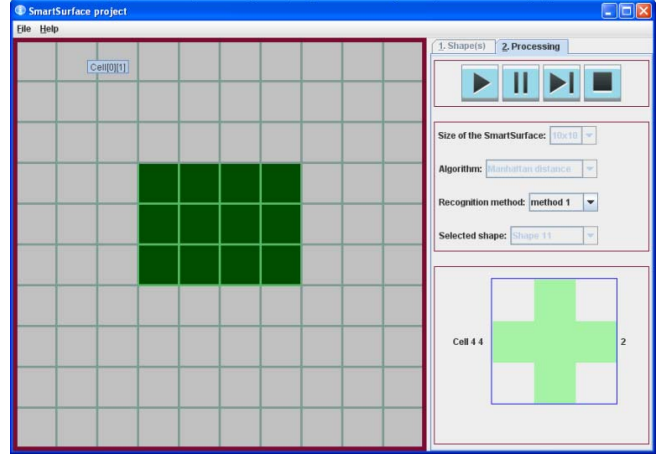 SmartSurface project
File Help
1. Shape(s) 2. Processing
Cell[0][1]
Size of the SmartSurface: 10x10
Algorithm: Manhattan distance
Recognition method: method 1
Selected shape: Shape 11
Cell 4 4 2